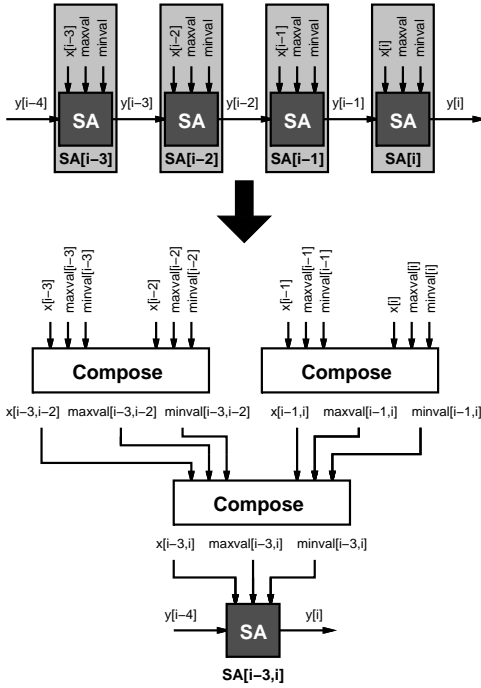 x[i−3] maxval minval x[i−2] maxval minval x[i−1] maxval minval x[i] maxval minval
y[i−4] SA y[i−3] SA y[i−2] SA y[i−1] SA y[i]
SA[i−3] SA[i−2] SA[i−1] SA[i]
x[i−3] maxval[i−3] minval[i−3] x[i−2] maxval[i−2] minval[i−2] x[i−1] maxval[i−1] minval[i−1] x[i] maxval[i] minval[i]
Compose Compose
x[i−3,i−2] maxval[i−3,i−2] minval[i−3,i−2] x[i−1,i] maxval[i−1,i] minval[i−1,i]
Compose
x[i−3,i] maxval[i−3,i] minval[i−3,i]
y[i−4] SA y[i]
SA[i−3,i]